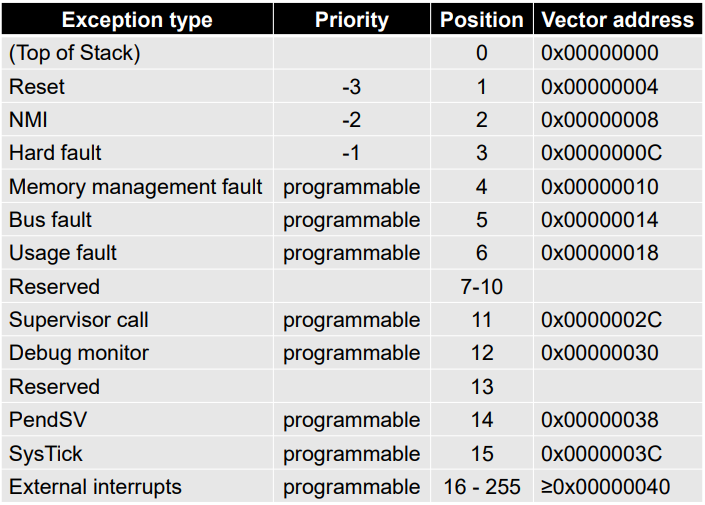 Exception type Priority Position Vector address
(Top of Stack) 0 0x00000000
Reset -3 1 0x00000004
NMI -2 2 0x00000008
Hard fault -1 3 0x0000000C
Memory management fault programmable 4 0x00000010
Bus fault programmable 5 0x00000014
Usage fault programmable 6 0x00000018
Reserved 7-10
Supervisor call programmable 11 0x0000002C
Debug monitor programmable 12 0x00000030
Reserved 13
PendSV programmable 14 0x00000038
SysTick programmable 15 0x0000003C
External interrupts programmable 16 - 255 ≥0x00000040